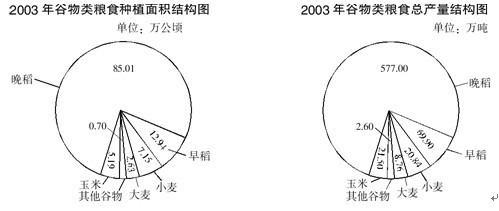 2003 年谷物类粮食种植面积结构图
单位：万公顷
85.01
晚稻
0.70
12.94
早稻
7.15
2.63
5.19
玉米
其他谷物
大麦
小麦
2003 年谷物类粮食总产量结构图
单位：万吨
577.00
晚稻
2.60
69.90
早稻
20.84
8.76
21.50
玉米
其他谷物
大麦
小麦